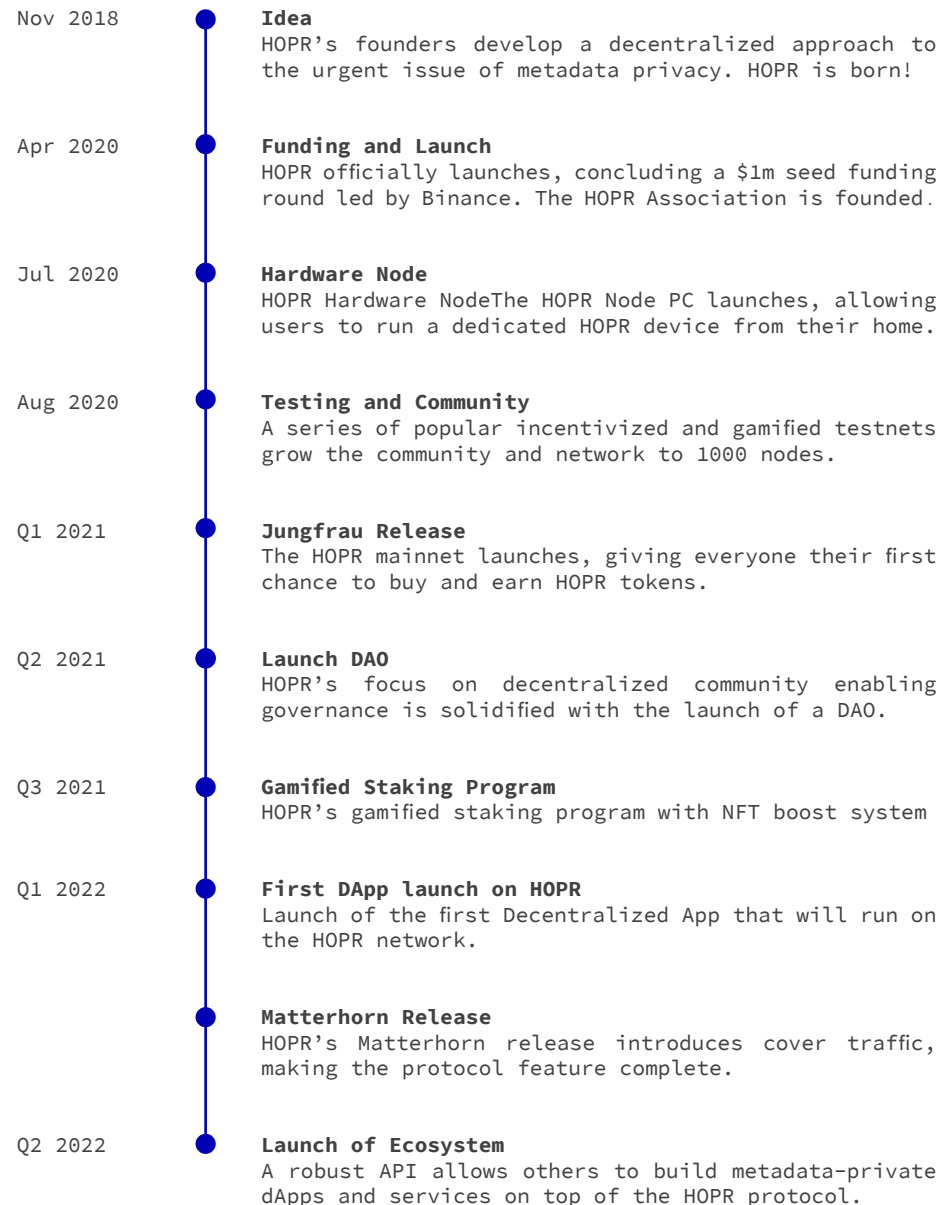 Nov 2018
Idea
HOPR’s founders develop a decentralized approach to
the urgent issue of metadata privacy. HOPR is born!
Apr 2020
Funding and Launch
HOPR officially launches, concluding a $1m seed funding
round led by Binance. The HOPR Association is founded.
Jul 2020
Hardware Node
HOPR Hardware NodeThe HOPR Node PC launches, allowing
users to run a dedicated HOPR device from their home.
Aug 2020
Testing and Community
A series of popular incentivized and gamified testnets
grow the community and network to 1000 nodes.
Q1 2021
Jungfrau Release
The HOPR mainnet launches, giving everyone their first
chance to buy and earn HOPR tokens.
Q2 2021
Launch DAO
HOPR’s focus on decentralized community enabling
governance is solidified with the launch of a DAO.
Q3 2021
Gamified Staking Program
HOPR’s gamified staking program with NFT boost system
Q1 2022
First DApp launch on HOPR
Launch of the first Decentralized App that will run on
the HOPR network.
Matterhorn Release
HOPR’s Matterhorn release introduces cover traffic,
making the protocol feature complete.
Q2 2022
Launch of Ecosystem
A robust API allows others to build metadata-private
dApps and services on top of the HOPR protocol.